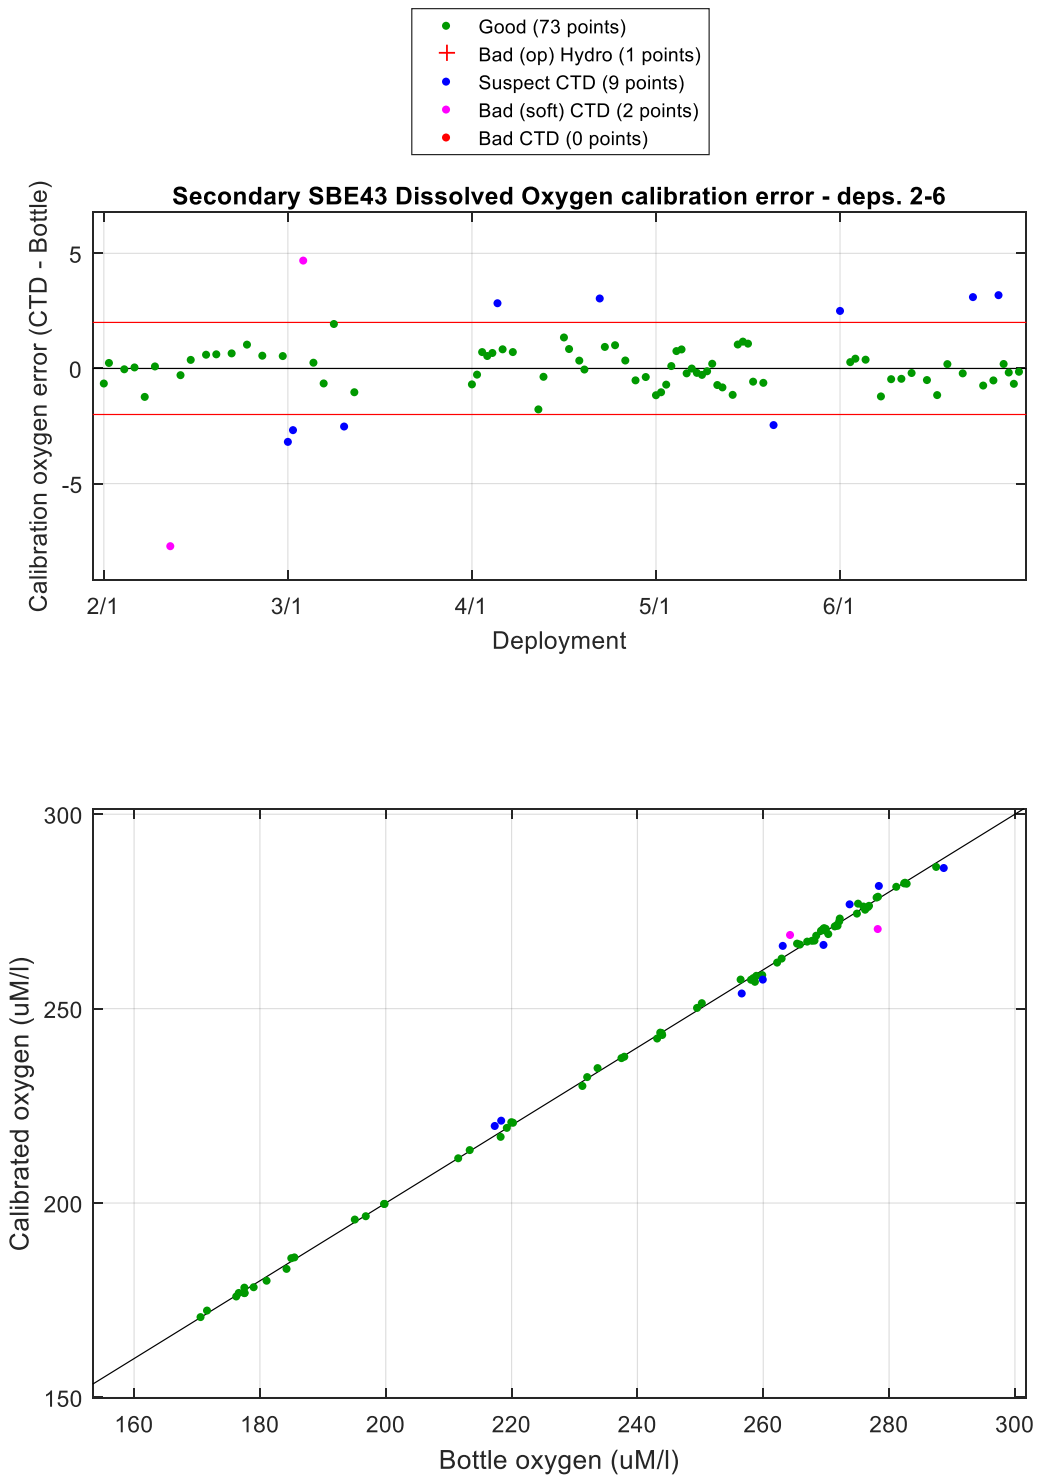 Good (73 points)
Bad (op) Hydro (1 points)
Suspect CTD (9 points)
Bad (soft) CTD (2 points)
Bad CTD (0 points)
Secondary SBE43 Dissolved Oxygen calibration error - deps. 2-6
Calibration oxygen error (CTD - Bottle)
5
0
-5
2/1 3/1 4/1 5/1 6/1
Deployment
Calibrated oxygen (uM/l)
300
250
200
150
160 180 200 220 240 260 280 300
Bottle oxygen (uM/l)